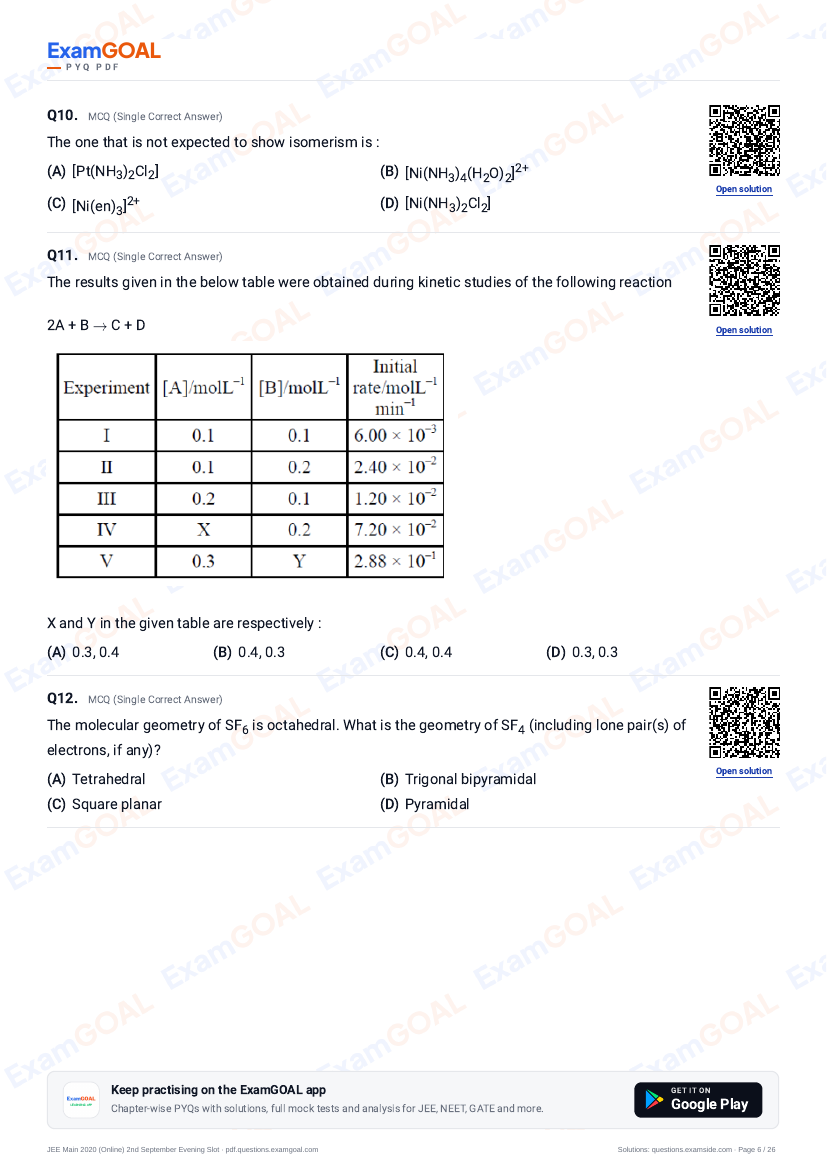 ExamGOAL
PYQ PDF
Q10. MCQ (Single Correct Answer)
The one that is not expected to show isomerism is :
(A) [Pt(NH3)2Cl2]
(B) [Ni(NH3)4(H2O)2]2+
(C) [Ni(en)3]2+
(D) [Ni(NH3)2Cl2]
Open solution
Q11. MCQ (Single Correct Answer)
The results given in the below table were obtained during kinetic studies of the following reaction
2A + B → C + D
Open solution
Experiment [A]/molL−1 [B]/molL−1 Initial rate/molL−1 min−1
I 0.1 0.1 6.00 × 10−3
II 0.1 0.2 2.40 × 10−2
III 0.2 0.1 1.20 × 10−2
IV X 0.2 7.20 × 10−2
V 0.3 Y 2.88 × 10−1
X and Y in the given table are respectively :
(A) 0.3, 0.4 (B) 0.4, 0.3 (C) 0.4, 0.4 (D) 0.3, 0.3
Q12. MCQ (Single Correct Answer)
The molecular geometry of SF6 is octahedral. What is the geometry of SF4 (including lone pair(s) of
electrons, if any)?
(A) Tetrahedral (B) Trigonal bipyramidal
(C) Square planar (D) Pyramidal
Open solution
Keep practising on the ExamGOAL app
Chapter-wise PYQs with solutions, full mock tests and analysis for JEE, NEET, GATE and more.
GET IT ON
Google Play
JEE Main 2020 (Online) 2nd September Evening Slot · pdf.questions.examgoal.com
Solutions: questions.examside.com · Page 6 / 26